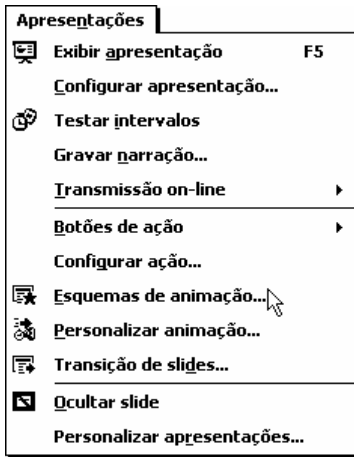 Apresentações
Exibir apresentação F5
Configurar apresentação...
Testar intervalos
Gravar narração...
Transmissão on-line
Botões de ação
Configurar ação...
Esquemas de animação...
Personalizar animação...
Transição de slides...
Ocultar slide
Personalizar apresentações...